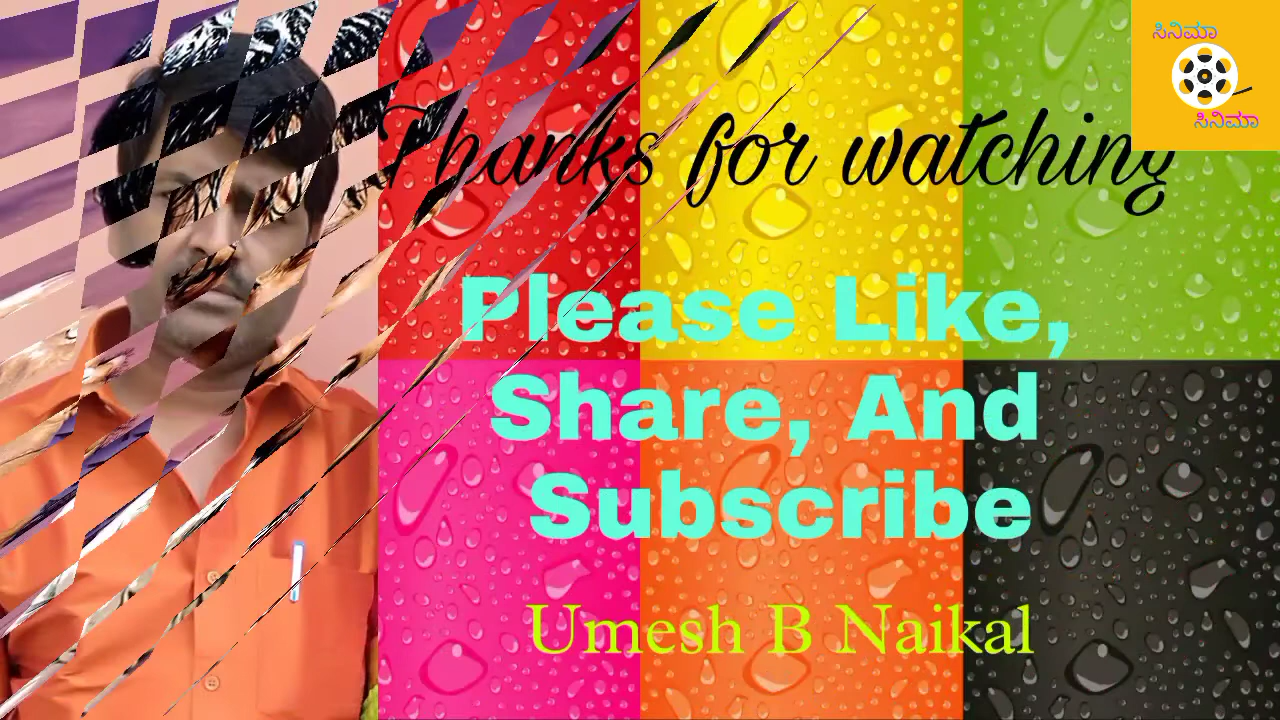 ಸಿನಿಮಾ
ಸಿನಿಮಾ
Thanks for watching
Please Like,
Share, And
Subscribe
Umesh B Naikal